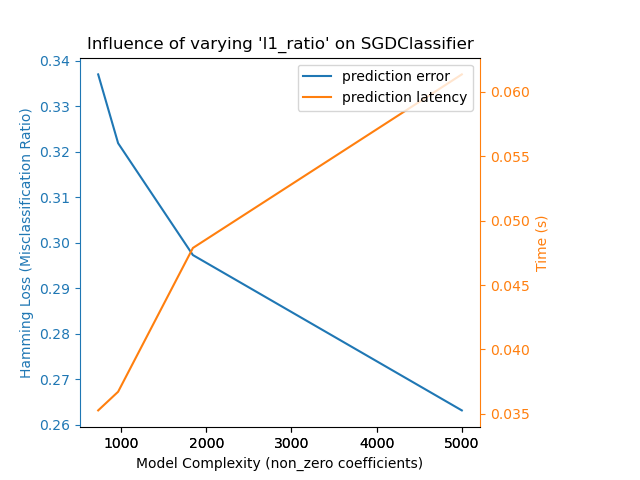 Influence of varying 'l1_ratio' on SGDClassifier
prediction error
prediction latency
Hamming Loss (Misclassification Ratio)
0.34
0.33
0.32
0.31
0.30
0.29
0.28
0.27
0.26
0.060
0.055
0.050
0.045
0.040
0.035
Time (s)
1000 2000 3000 4000 5000
Model Complexity (non_zero coefficients)